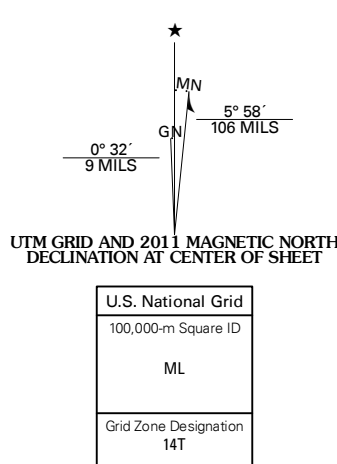 ★
MN
GN
5° 58´
106 MILS
0° 32´
9 MILS
UTM GRID AND 2011 MAGNETIC NORTH
DECLINATION AT CENTER OF SHEET
U.S. National Grid
100,000-m Square ID
ML
Grid Zone Designation
14T